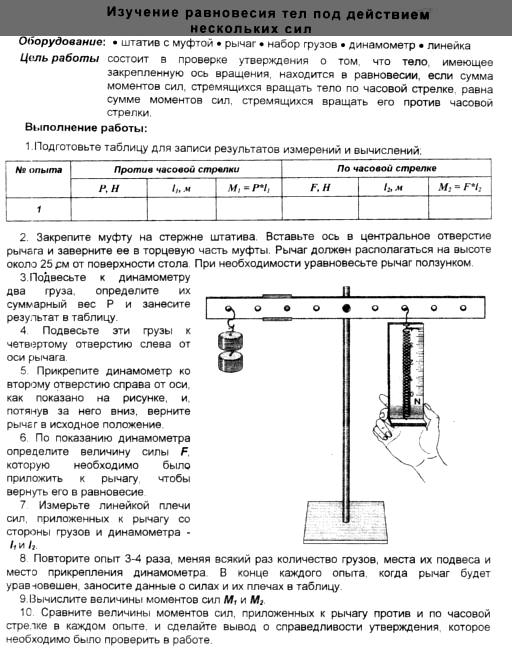 Изучение равновесия тел под действием
нескольких сил
Оборудование: • штатив с муфтой • рычаг • набор грузов • динамометр • линейка
Цель работы состоит в проверке утверждения о том, что тело, имеющее
закрепленную ось вращения, находится в равновесии, если сумма
моментов сил, стремящихся вращать тело по часовой стрелке, равна
сумме моментов сил, стремящихся вращать его против часовой
стрелки.
Выполнение работы:
1.Подготовьте таблицу для записи результатов измерений и вычислений:
№ опыта Против часовой стрелки По часовой стрелке
P, H l₁, м M₁ = P*l₁ F, H l₂, м M₂ = F*l₂
1
2. Закрепите муфту на стержне штатива. Вставьте ось в центральное отверстие
рычага и заверните ее в торцевую часть муфты. Рычаг должен располагаться на высоте
около 25 см от поверхности стола. При необходимости уравновесьте рычаг ползунком.
3.Подвесьте к динамометру
два груза, определите их
суммарный вес P и занесите
результат в таблицу.
4. Подвесьте эти грузы к
четвертому отверстию слева от
оси рычага.
5. Прикрепите динамометр ко
второму отверстию справа от оси,
как показано на рисунке, и,
потянув за него вниз, верните
рычаг в исходное положение.
6. По показанию динамометра
определите величину силы F,
которую необходимо было
приложить к рычагу, чтобы
вернуть его в равновесие.
7. Измерьте линейкой плечи
сил, приложенных к рычагу со
стороны грузов и динамометра -
l₁ и l₂.
N
8. Повторите опыт 3-4 раза, меняя всякий раз количество грузов, места их подвеса и
место прикрепления динамометра. В конце каждого опыта, когда рычаг будет
уравновешен, заносите данные о силах и их плечах в таблицу.
9.Вычислите величины моментов сил M₁ и M₂.
10. Сравните величины моментов сил, приложенных к рычагу против и по часовой
стрелке в каждом опыте, и сделайте вывод о справедливости утверждения, которое
необходимо было проверить в работе.